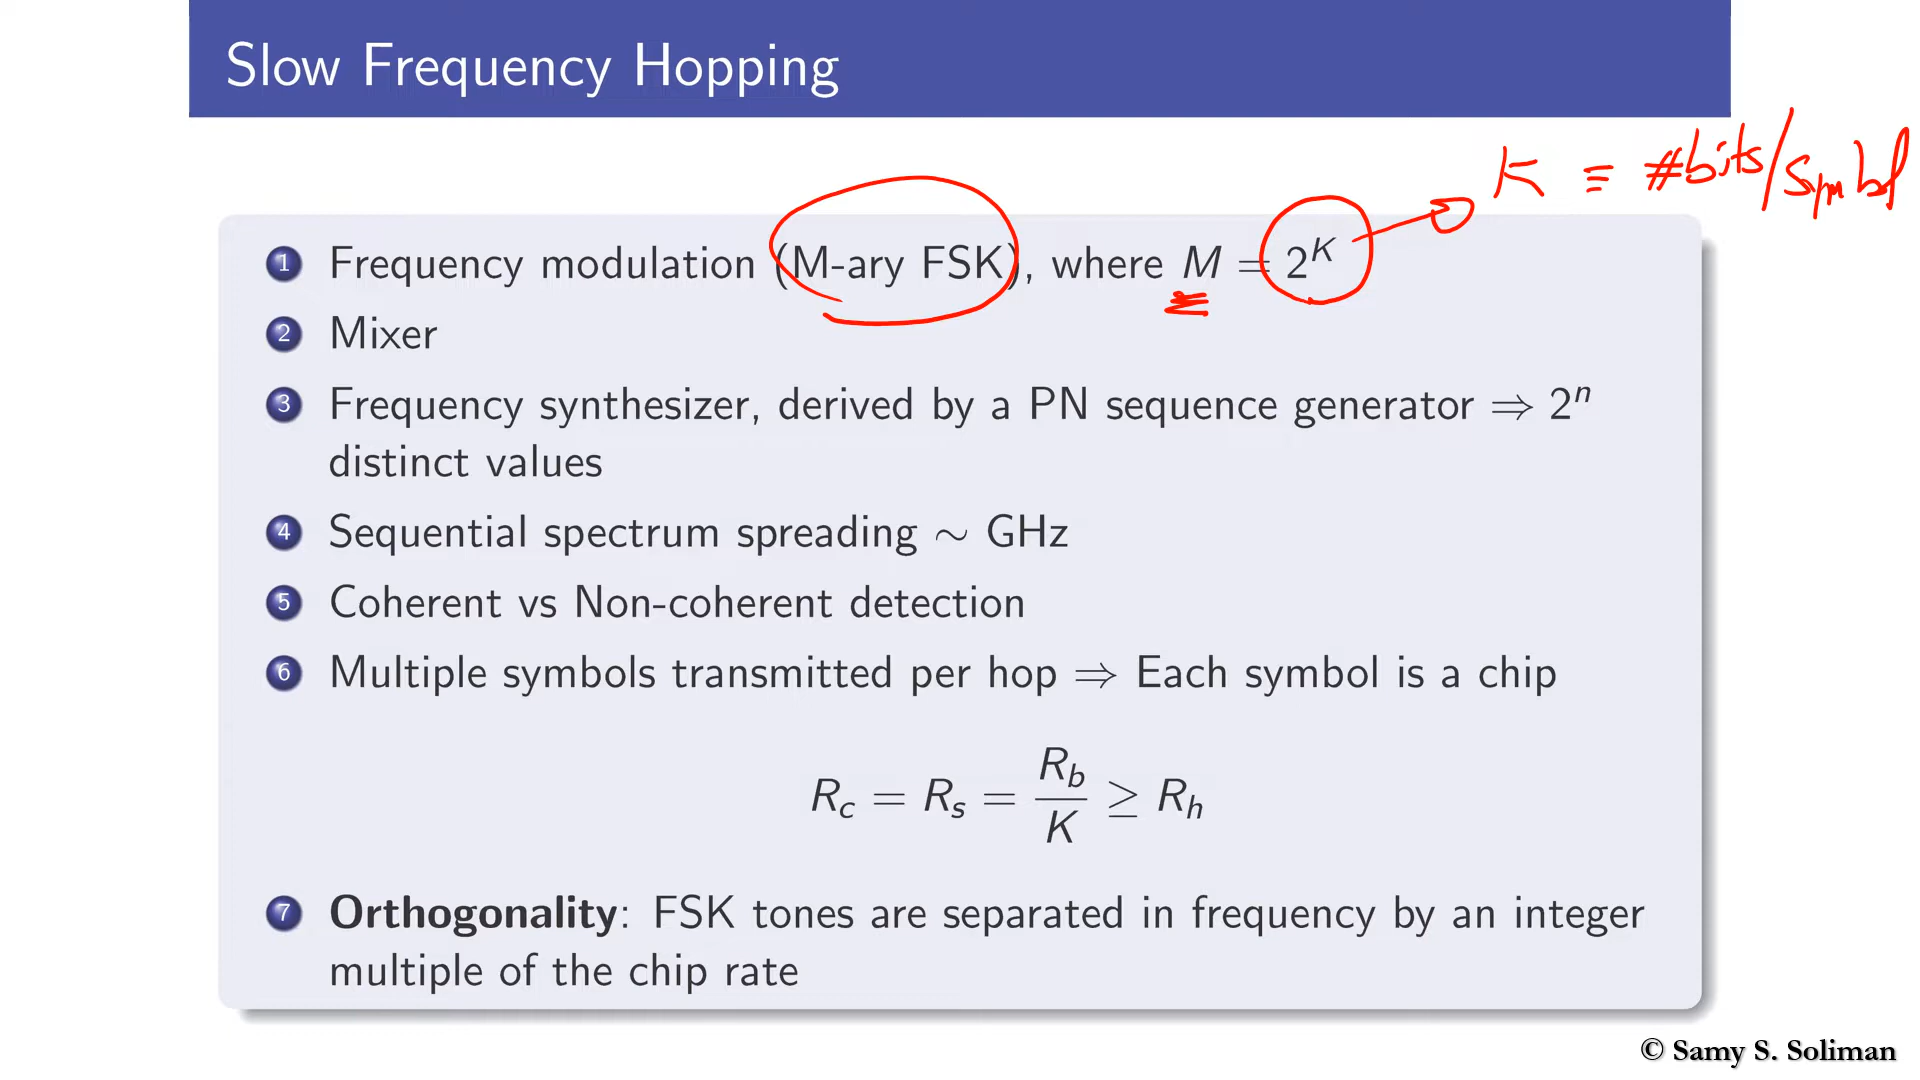 Slow Frequency Hopping
K ≡ #bits/symbol
1 Frequency modulation (M-ary FSK), where M = 2^K
2 Mixer
3 Frequency synthesizer, derived by a PN sequence generator ⇒ 2^n
distinct values
4 Sequential spectrum spreading ∼ GHz
5 Coherent vs Non-coherent detection
6 Multiple symbols transmitted per hop ⇒ Each symbol is a chip
R_c = R_s = R_b/K ≥ R_h
7 Orthogonality: FSK tones are separated in frequency by an integer
multiple of the chip rate
© Samy S. Soliman